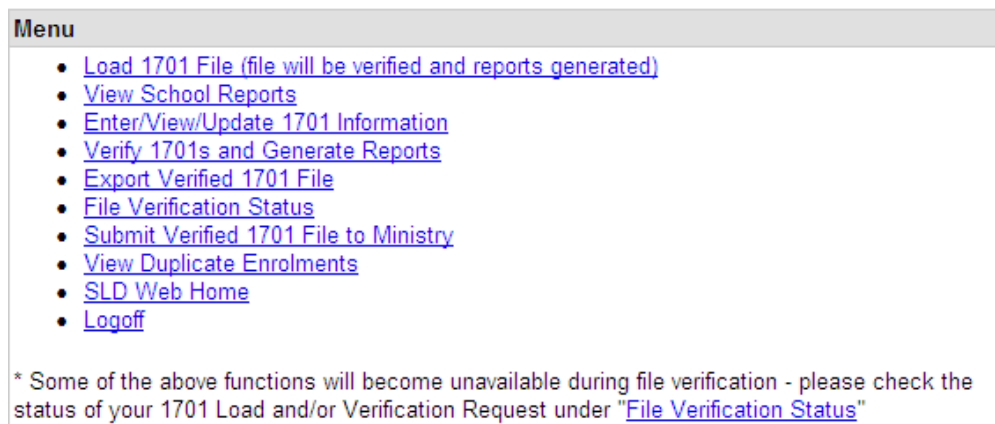 Menu
• Load 1701 File (file will be verified and reports generated)
• View School Reports
• Enter/View/Update 1701 Information
• Verify 1701s and Generate Reports
• Export Verified 1701 File
• File Verification Status
• Submit Verified 1701 File to Ministry
• View Duplicate Enrolments
• SLD Web Home
• Logoff
* Some of the above functions will become unavailable during file verification - please check the
status of your 1701 Load and/or Verification Request under "File Verification Status"